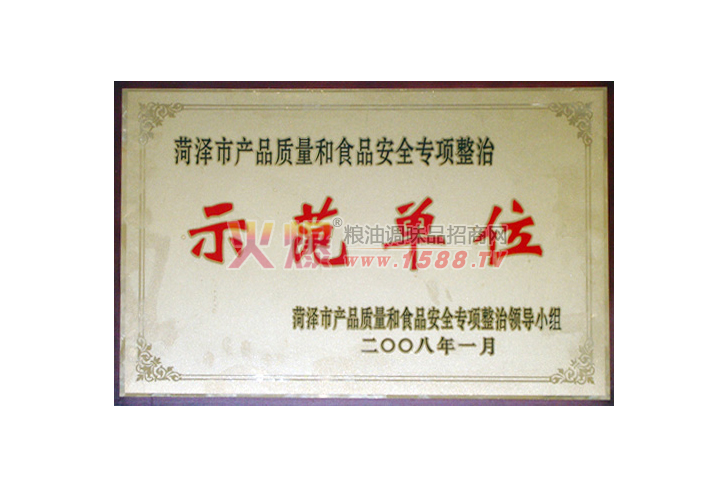 菏泽市产品质量和食品安全专项整治
示范单位
火爆®粮油调味品招商网
www.1588.TV
菏泽市产品质量和食品安全专项整治领导小组
二〇〇八年一月